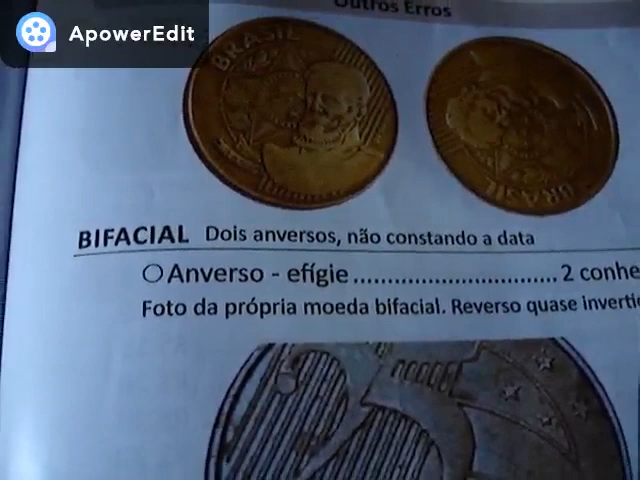 ApowerEdit
Outros Erros
BRASIL
BRASIL
BIFACIAL Dois anversos, não constando a data
Anverso - efígie............................. 2 conhe
Foto da própria moeda bifacial. Reverso quase inverti